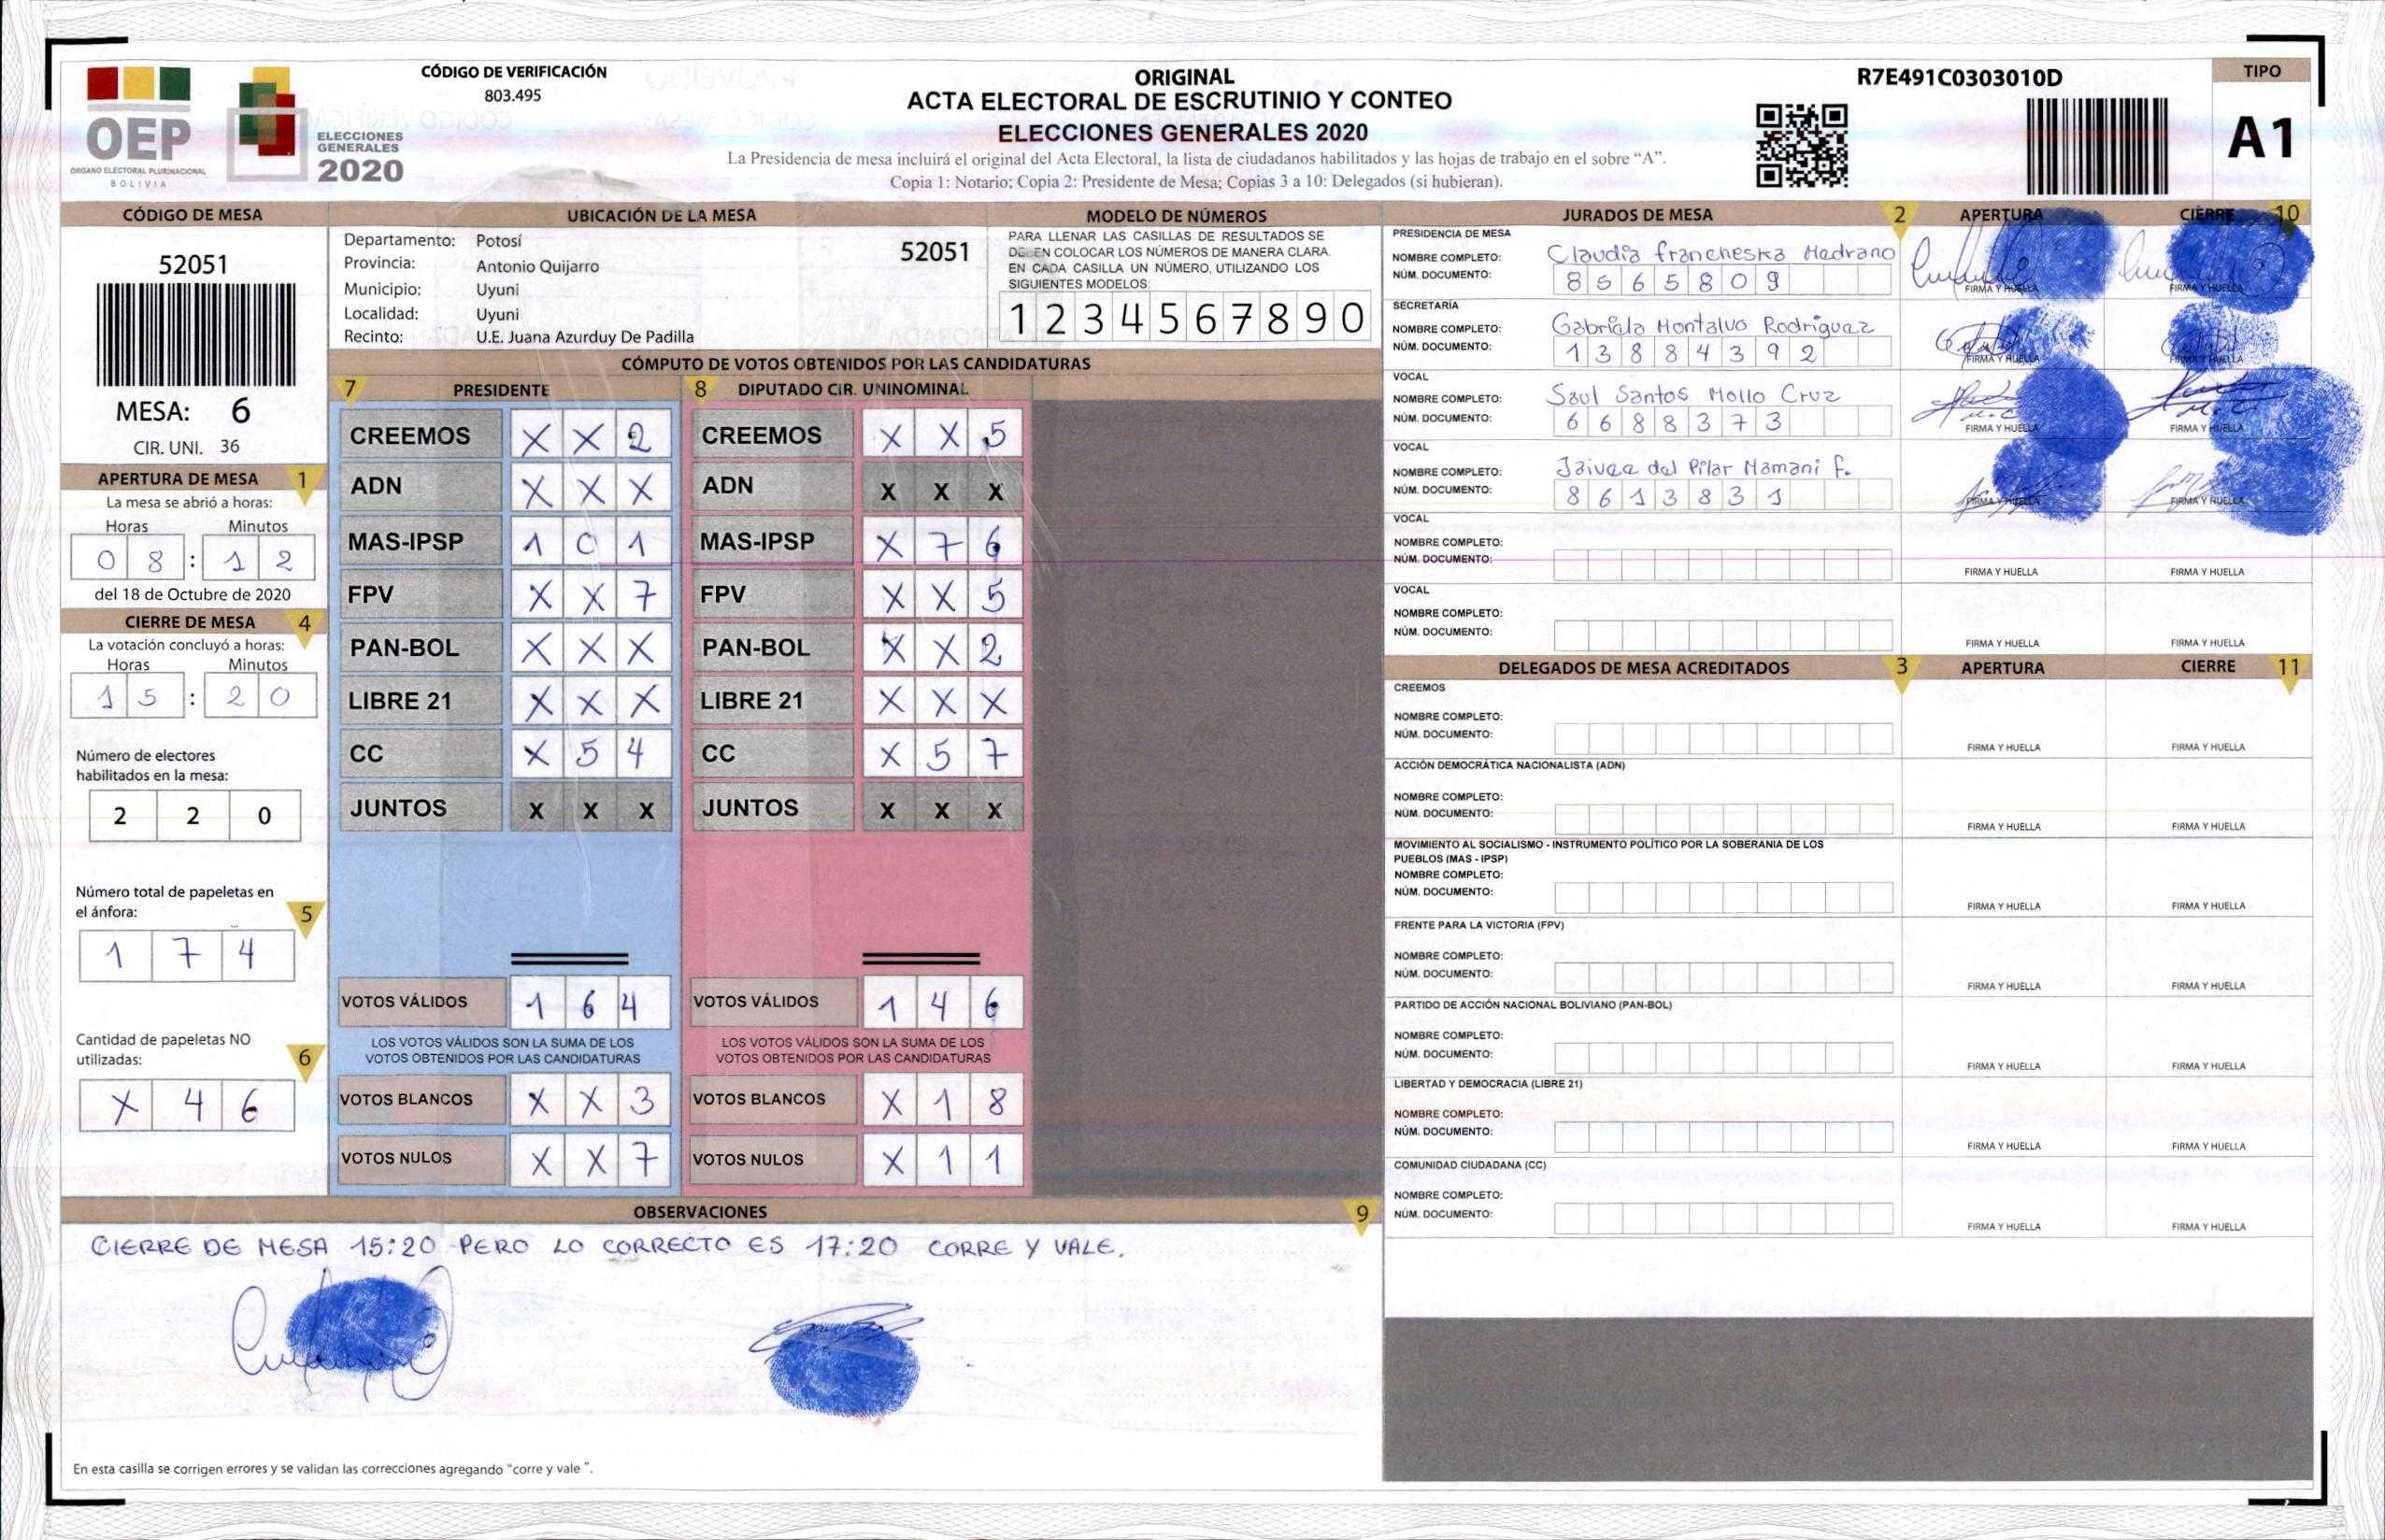 OEP
ÓRGANO ELECTORAL PLURINACIONAL
BOLIVIA
ELECCIONES
GENERALES
2020
CÓDIGO DE VERIFICACIÓN
803.495
ORIGINAL
ACTA ELECTORAL DE ESCRUTINIO Y CONTEO
ELECCIONES GENERALES 2020
La Presidencia de mesa incluirá el original del Acta Electoral, la lista de ciudadanos habilitados y las hojas de trabajo en el sobre “A”.
Copia 1: Notario; Copia 2: Presidente de Mesa; Copias 3 a 10: Delegados (si hubieran).
R7E491C0303010D
TIPO
A1
CÓDIGO DE MESA
52051
MESA: 6
CIR. UNI. 36
APERTURA DE MESA 1
La mesa se abrió a horas:
Horas Minutos
0 8 : 1 2
del 18 de Octubre de 2020
CIERRE DE MESA 4
La votación concluyó a horas:
Horas Minutos
1 5 : 2 0
Número de electores
habilitados en la mesa:
2 2 0
Número total de papeletas en
el ánfora: 5
1 7 4
Cantidad de papeletas NO
utilizadas: 6
X 4 6
UBICACIÓN DE LA MESA
Departamento: Potosí 52051
Provincia: Antonio Quijarro
Municipio: Uyuni
Localidad: Uyuni
Recinto: U.E. Juana Azurduy De Padilla
MODELO DE NÚMEROS
PARA LLENAR LAS CASILLAS DE RESULTADOS SE
DEBEN COLOCAR LOS NÚMEROS DE MANERA CLARA.
EN CADA CASILLA UN NÚMERO, UTILIZANDO LOS
SIGUIENTES MODELOS:
1 2 3 4 5 6 7 8 9 0
CÓMPUTO DE VOTOS OBTENIDOS POR LAS CANDIDATURAS
7 PRESIDENTE 8 DIPUTADO CIR. UNINOMINAL
CREEMOS X X 2 CREEMOS X X 5
ADN X X X ADN X X X
MAS-IPSP 1 0 1 MAS-IPSP X 7 6
FPV X X 7 FPV X X 5
PAN-BOL X X X PAN-BOL X X 2
LIBRE 21 X X X LIBRE 21 X X X
CC X 5 4 CC X 5 7
JUNTOS X X X JUNTOS X X X
VOTOS VÁLIDOS 1 6 4 VOTOS VÁLIDOS 1 4 6
LOS VOTOS VÁLIDOS SON LA SUMA DE LOS LOS VOTOS VÁLIDOS SON LA SUMA DE LOS
VOTOS OBTENIDOS POR LAS CANDIDATURAS VOTOS OBTENIDOS POR LAS CANDIDATURAS
VOTOS BLANCOS X X 3 VOTOS BLANCOS X 1 8
VOTOS NULOS X X 7 VOTOS NULOS X 1 1
OBSERVACIONES 9
CIERRE DE MESA 15:20 PERO LO CORRECTO ES 17:20 CORRE Y VALE.
En esta casilla se corrigen errores y se validan las correcciones agregando “corre y vale ”.
JURADOS DE MESA 2 APERTURA CIERRE 10
PRESIDENCIA DE MESA
NOMBRE COMPLETO: Claudia francheska Medrano
NÚM. DOCUMENTO: 8 5 6 5 8 0 9
FIRMA Y HUELLA FIRMA Y HUELLA
SECRETARÍA
NOMBRE COMPLETO: Gabriela Montalvo Rodriguez
NÚM. DOCUMENTO: 1 3 8 8 4 3 9 2
FIRMA Y HUELLA FIRMA Y HUELLA
VOCAL
NOMBRE COMPLETO: Saul Santos Mollo Cruz
NÚM. DOCUMENTO: 6 6 8 8 3 7 3
FIRMA Y HUELLA FIRMA Y HUELLA
VOCAL
NOMBRE COMPLETO: del Pilar Mamani F.
NÚM. DOCUMENTO: 8 6 1 3 8 3 1
FIRMA Y HUELLA FIRMA Y HUELLA
VOCAL
NOMBRE COMPLETO:
NÚM. DOCUMENTO:
FIRMA Y HUELLA FIRMA Y HUELLA
VOCAL
NOMBRE COMPLETO:
NÚM. DOCUMENTO:
FIRMA Y HUELLA FIRMA Y HUELLA
DELEGADOS DE MESA ACREDITADOS 3 APERTURA CIERRE 11
CREEMOS
NOMBRE COMPLETO:
NÚM. DOCUMENTO:
FIRMA Y HUELLA FIRMA Y HUELLA
ACCIÓN DEMOCRÁTICA NACIONALISTA (ADN)
NOMBRE COMPLETO:
NÚM. DOCUMENTO:
FIRMA Y HUELLA FIRMA Y HUELLA
MOVIMIENTO AL SOCIALISMO - INSTRUMENTO POLÍTICO POR LA SOBERANIA DE LOS
PUEBLOS (MAS - IPSP)
NOMBRE COMPLETO:
NÚM. DOCUMENTO:
FIRMA Y HUELLA FIRMA Y HUELLA
FRENTE PARA LA VICTORIA (FPV)
NOMBRE COMPLETO:
NÚM. DOCUMENTO:
FIRMA Y HUELLA FIRMA Y HUELLA
PARTIDO DE ACCIÓN NACIONAL BOLIVIANO (PAN-BOL)
NOMBRE COMPLETO:
NÚM. DOCUMENTO:
FIRMA Y HUELLA FIRMA Y HUELLA
LIBERTAD Y DEMOCRACIA (LIBRE 21)
NOMBRE COMPLETO:
NÚM. DOCUMENTO:
FIRMA Y HUELLA FIRMA Y HUELLA
COMUNIDAD CIUDADANA (CC)
NOMBRE COMPLETO:
NÚM. DOCUMENTO:
FIRMA Y HUELLA FIRMA Y HUELLA